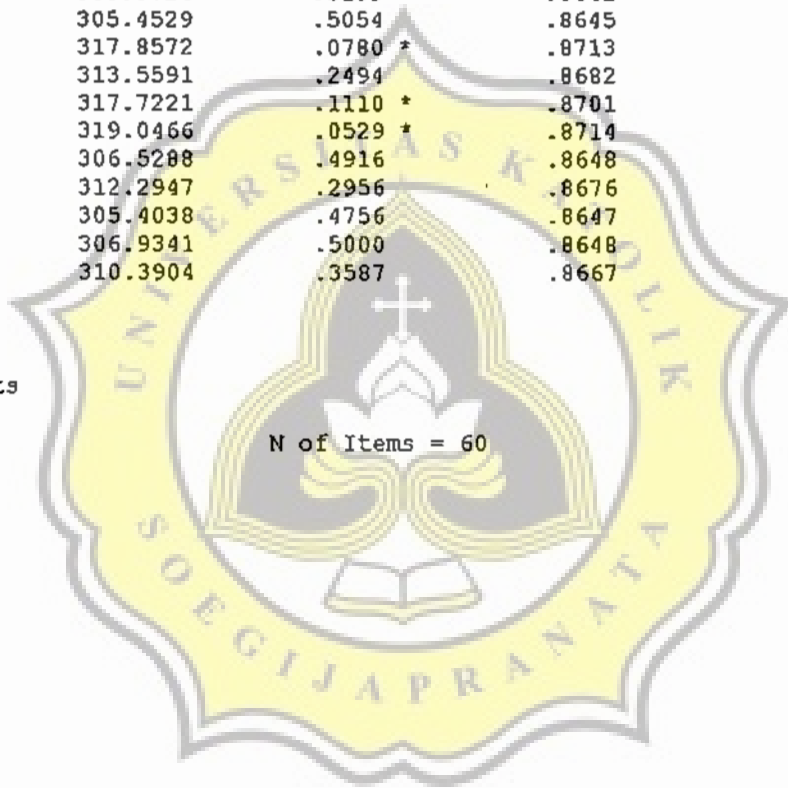 305.4529 .5054 .8645
317.8572 .0780 * .8713
313.5591 .2494 .8682
317.7221 .1110 * .8701
319.0466 .0529 * .8714
306.5288 .4916 .8648
312.2947 .2956 .8676
305.4038 .4756 .8647
306.9341 .5000 .8648
310.3904 .3587 .8667
N of Items = 60
UNIVERSITAS KATOLIK
SOEGIJAPRANATA